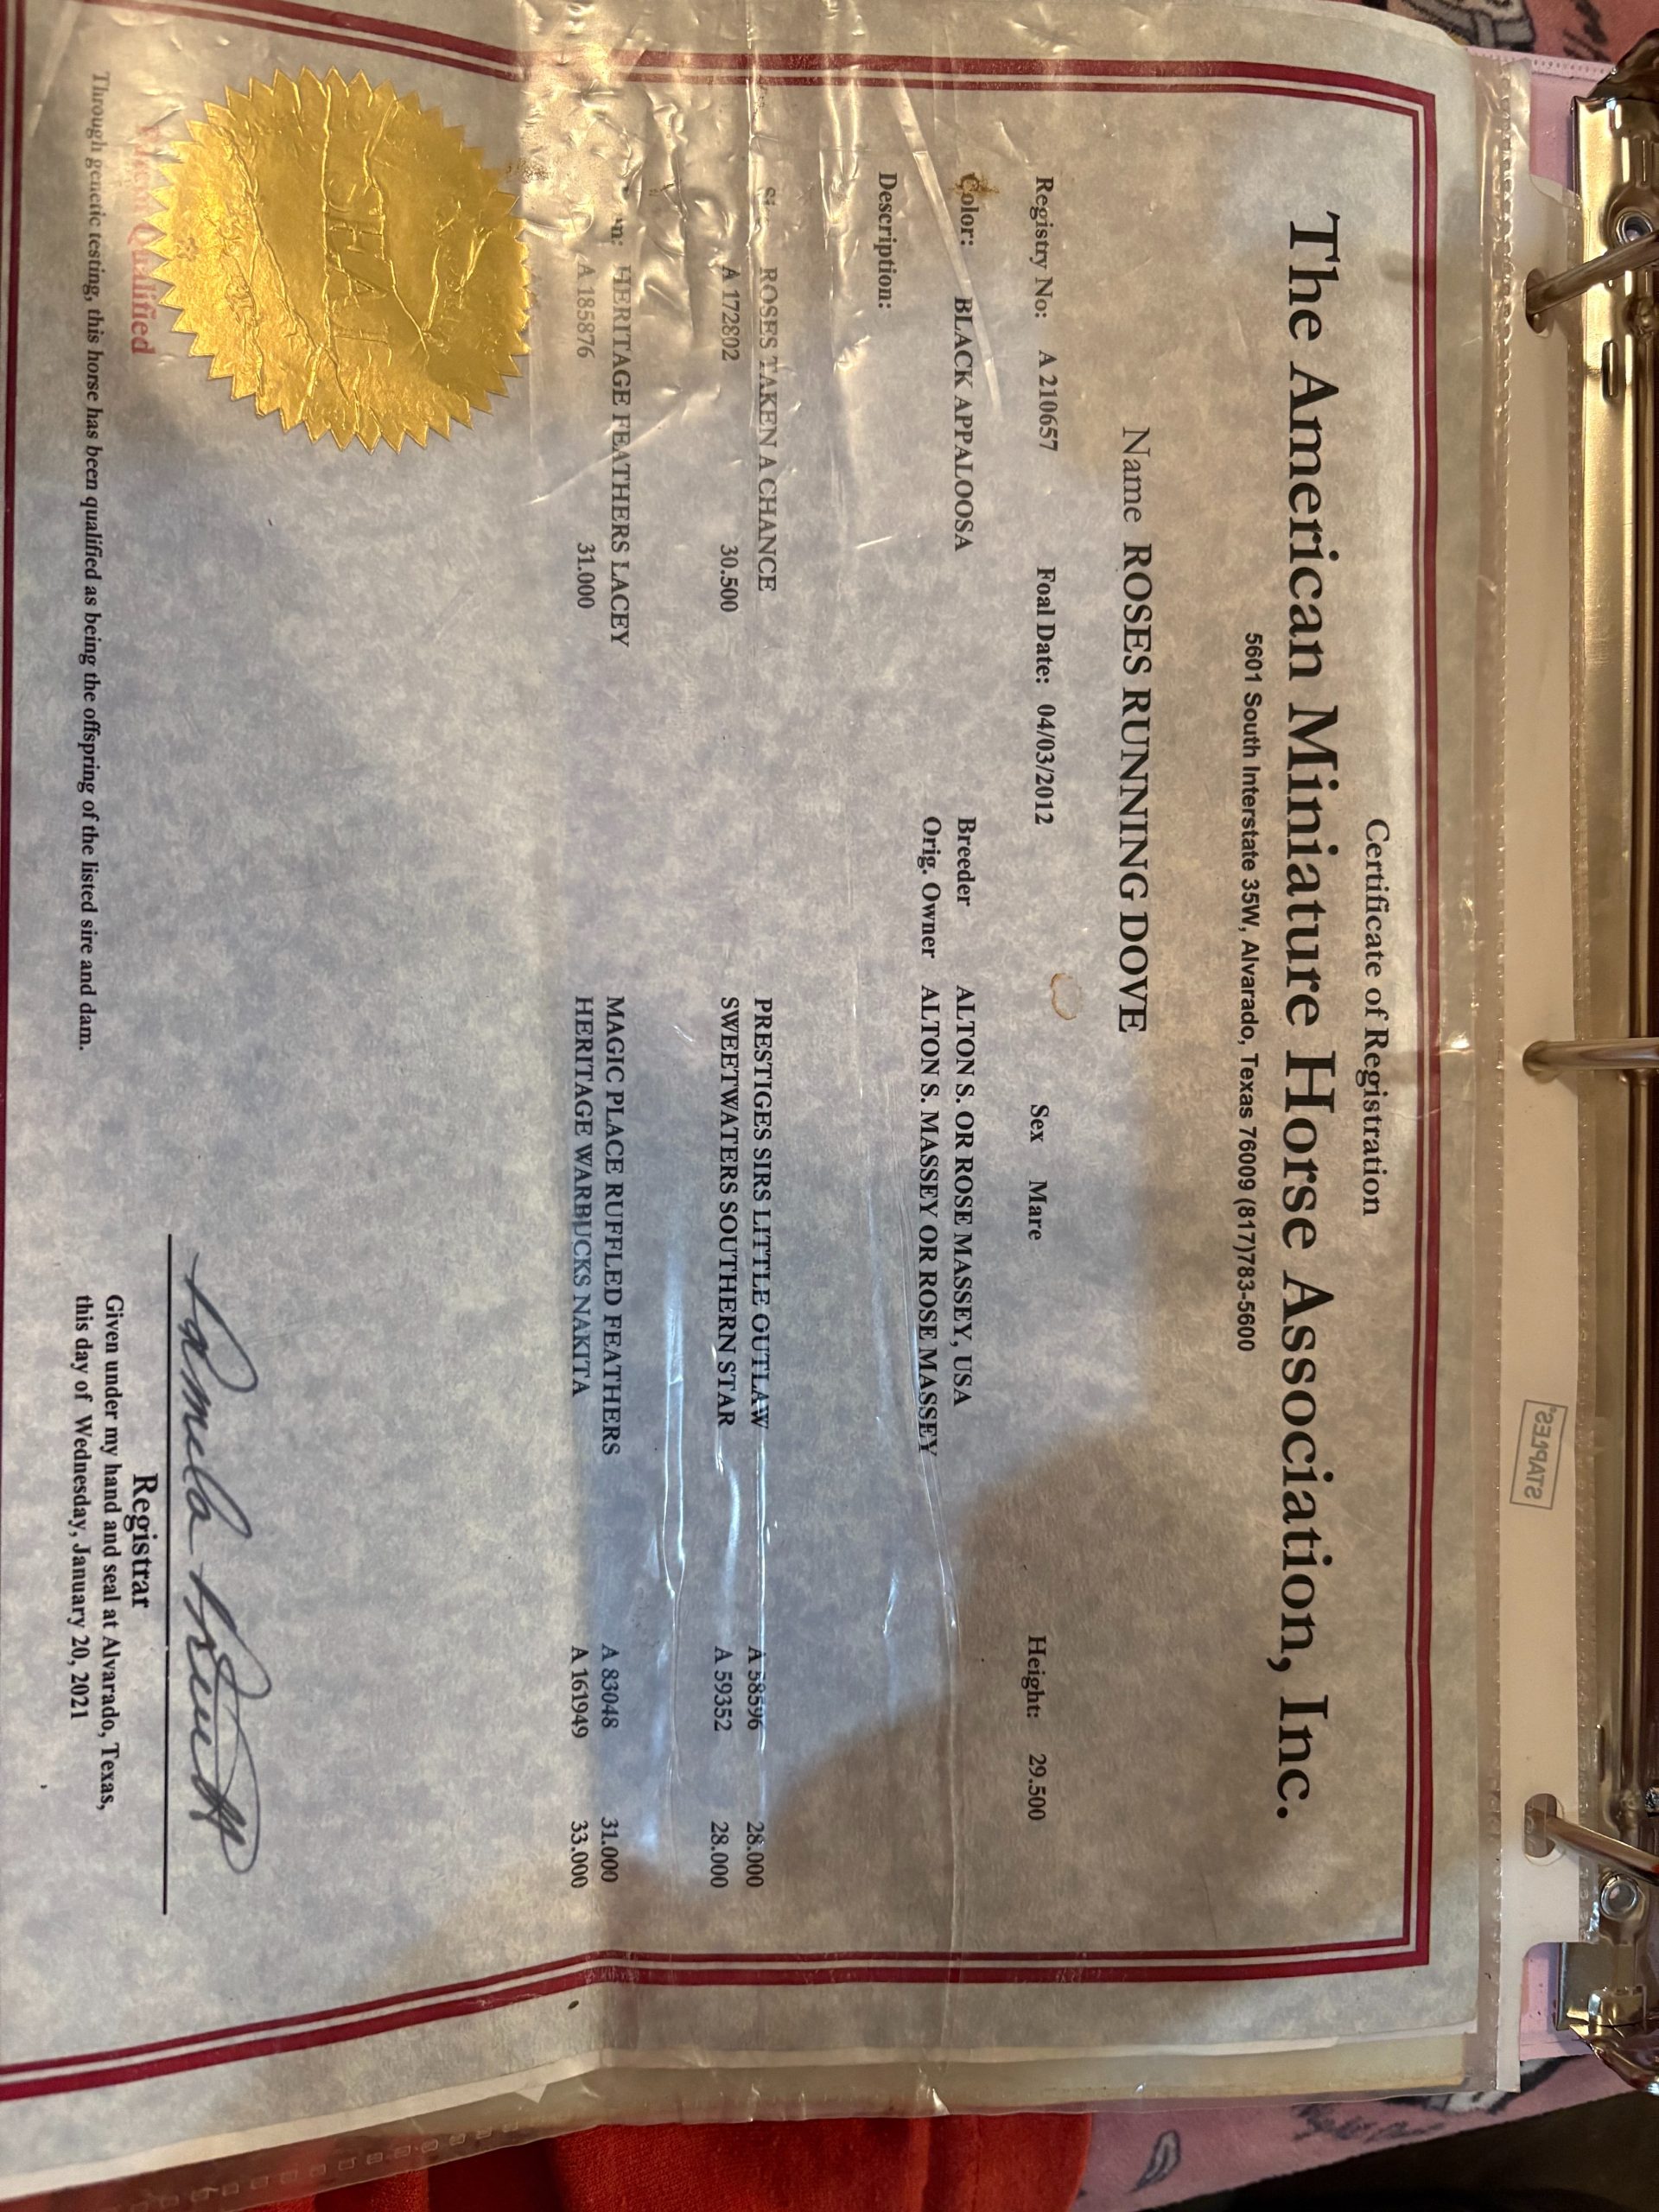 Certificate of Registration
The American Miniature Horse Association, Inc.
5601 South Interstate 35W, Alvarado, Texas 76009 (817)783-5600
Name ROSES RUNNING DOVE
Registry No: A 210657 Foal Date: 04/03/2012 Sex Mare Height: 29.500
Color: BLACK APPALOOSA Breeder ALTON S. OR ROSE MASSEY, USA
Orig. Owner ALTON S. MASSEY OR ROSE MASSEY
Description:
ROSES TAKEN A CHANCE PRESTIGES SIRS LITTLE OUTLAW A 58596 28.000
A 172802 30.500 SWEETWATERS SOUTHERN STAR A 59352 28.000
HERITAGE FEATHERS LACEY MAGIC PLACE RUFFLED FEATHERS A 83048 31.000
A 185876 31.000 HERITAGE WARBUCKS NAKITA A 161949 33.000
SEAL
Qualified
Registrar
Through genetic testing, this horse has been qualified as being the offspring of the listed sire and dam.
Given under my hand and seal at Alvarado, Texas,
this day of Wednesday, January 20, 2021
STAPLES